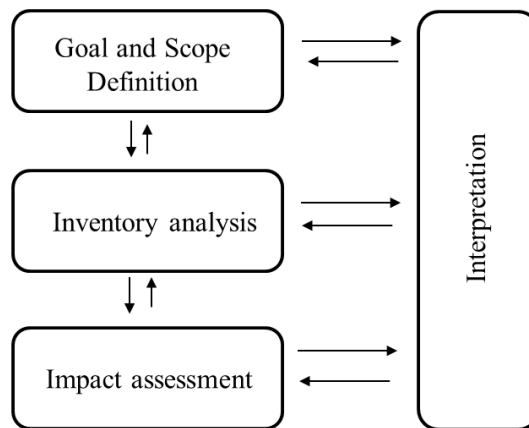 Goal and Scope
Definition
Inventory analysis
Impact assessment
Interpretation